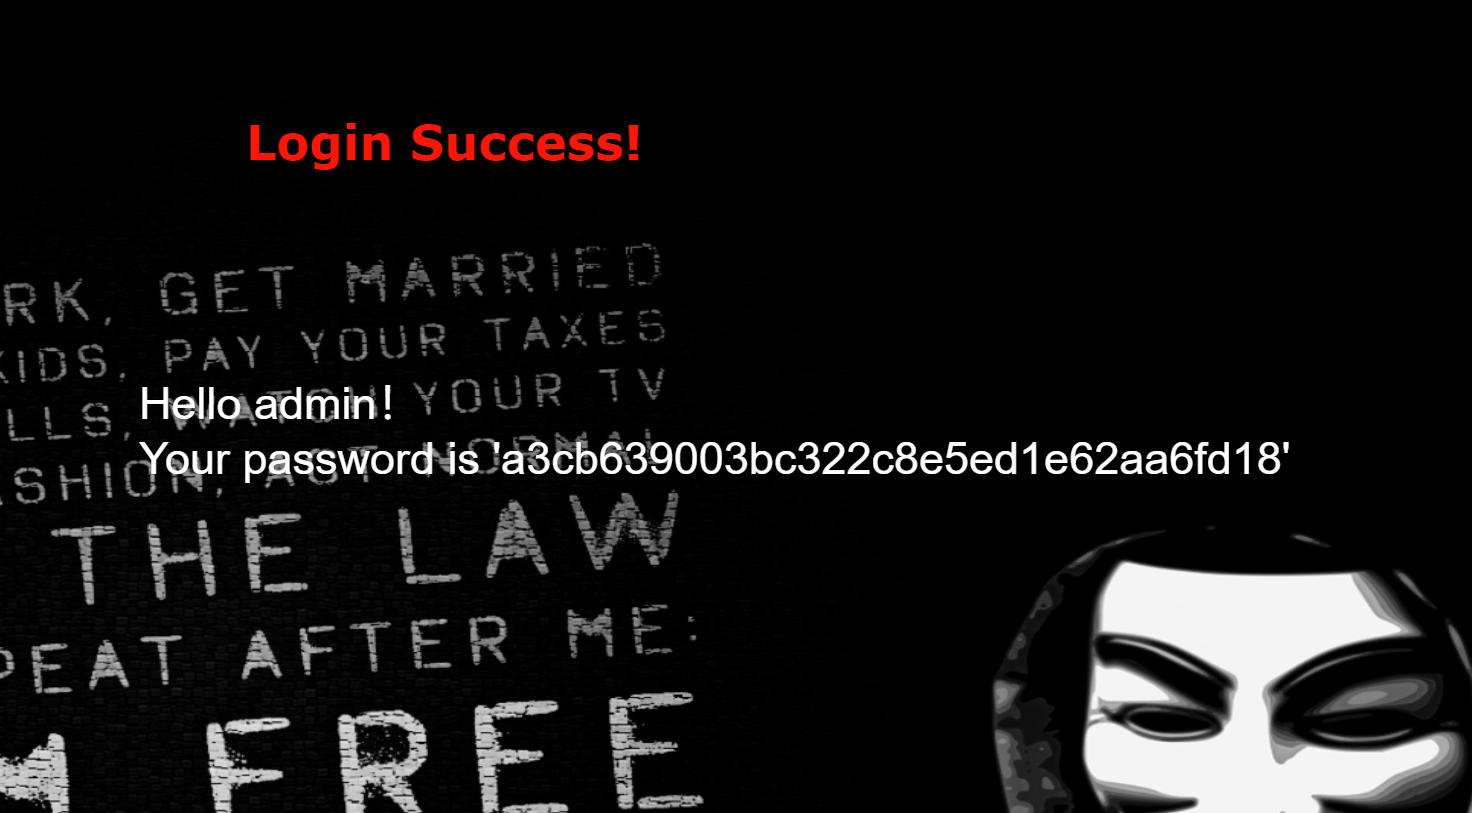 Login Success!
RK, GET MARRIED
KIDS, PAY YOUR TAXES
LLS, WATCH YOUR TV
Hello admin!
ASHION, ACT NORMAL
Your password is 'a3cb639003bc322c8e5ed1e62aa6fd18'
THE LAW
PEAT AFTER ME:
M FREE